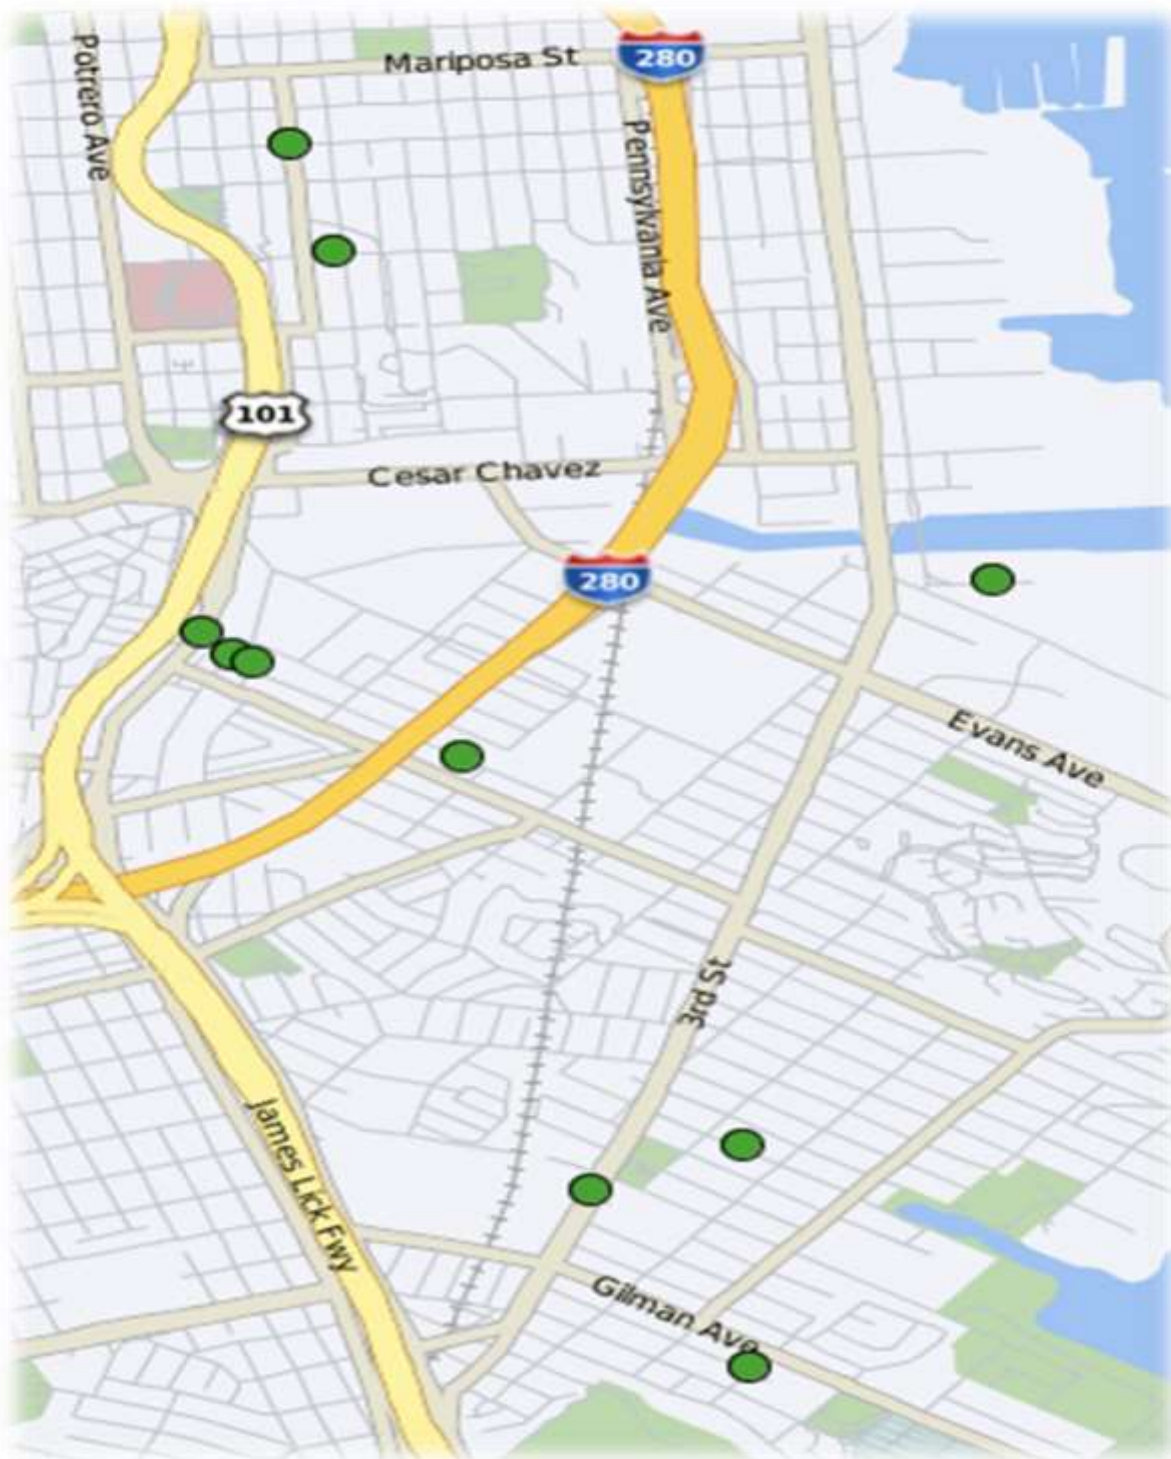 Potrero Ave
Mariposa St
280
Pennsylvania Ave
101
Cesar Chavez
280
Evans Ave
3rd St
James Lick Fwy
Gilman Ave